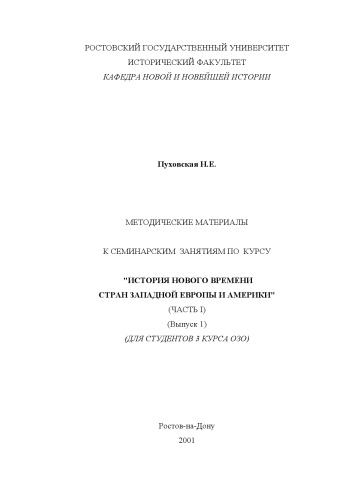 РОСТОВСКИЙ ГОСУДАРСТВЕННЫЙ УНИВЕРСИТЕТ
ИСТОРИЧЕСКИЙ ФАКУЛЬТЕТ
КАФЕДРА НОВОЙ И НОВЕЙШЕЙ ИСТОРИИ
Пуховская Н.Е.
МЕТОДИЧЕСКИЕ МАТЕРИАЛЫ
К СЕМИНАРСКИМ ЗАНЯТИЯМ ПО КУРСУ
"ИСТОРИЯ НОВОГО ВРЕМЕНИ
СТРАН ЗАПАДНОЙ ЕВРОПЫ И АМЕРИКИ"
(ЧАСТЬ I)
(Выпуск 1)
(ДЛЯ СТУДЕНТОВ 3 КУРСА ОЗО)
Ростов-на-Дону
2001